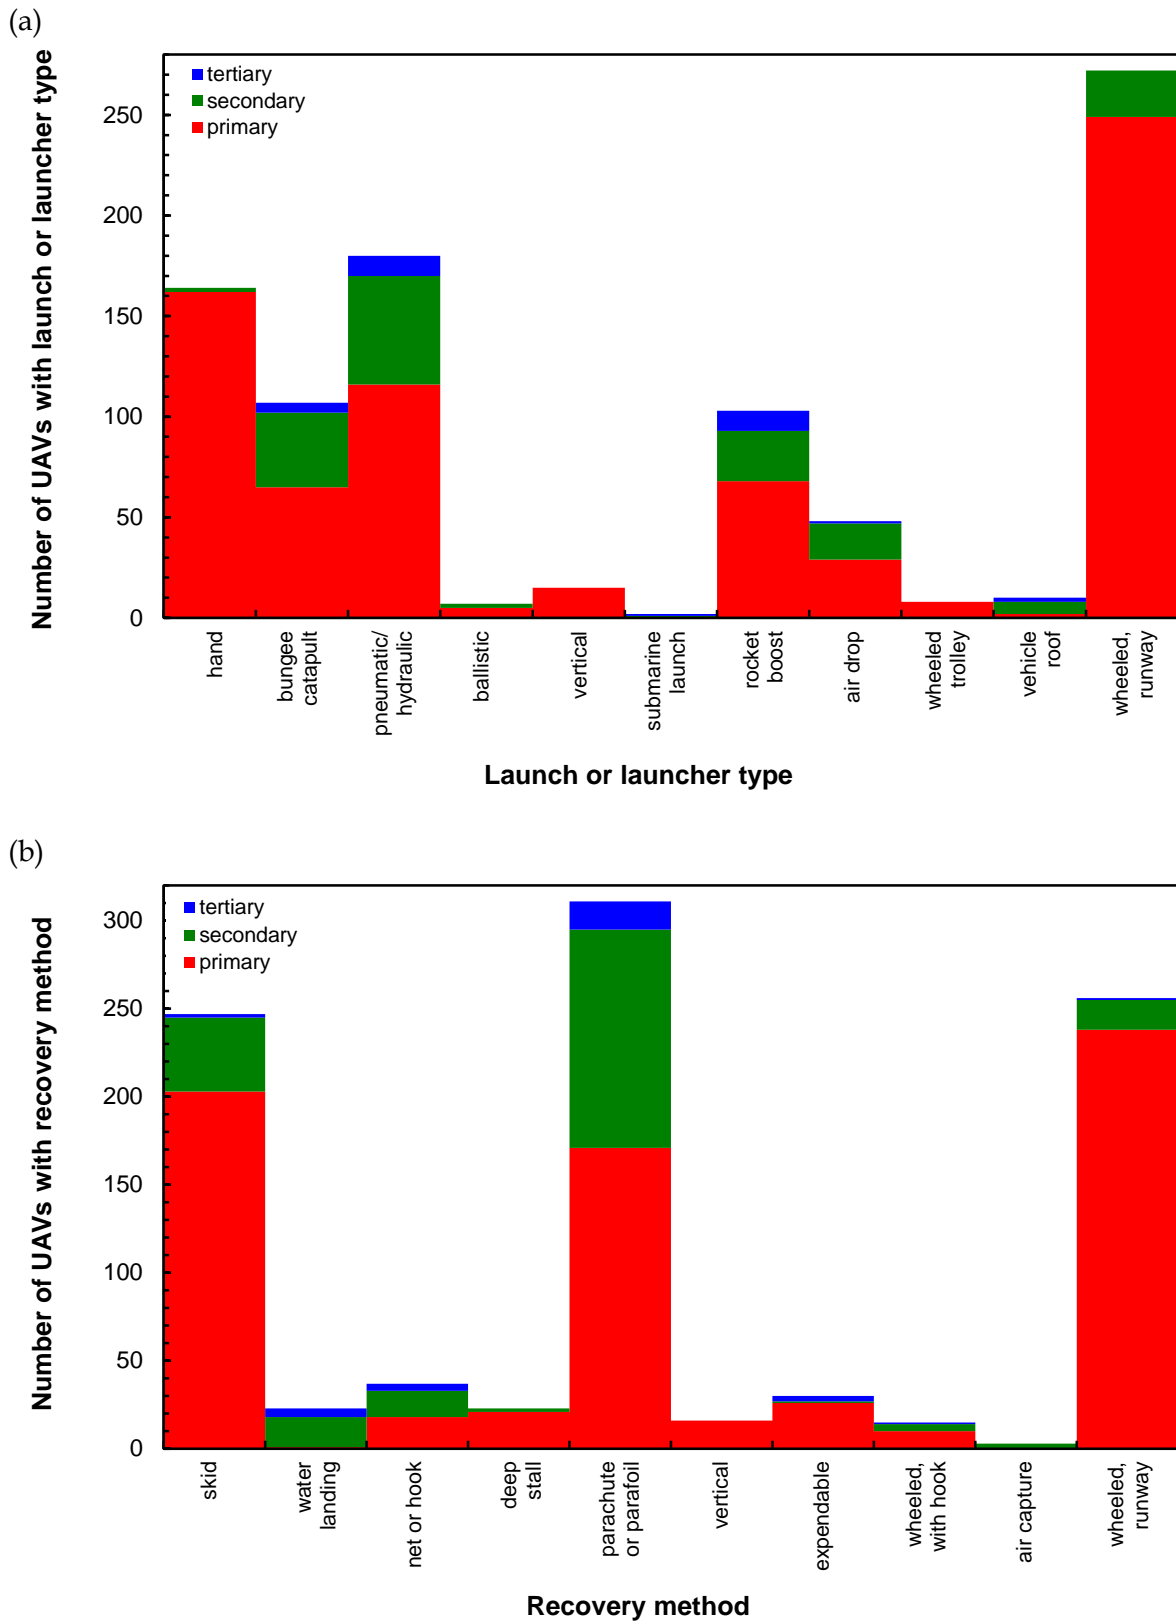 (a)
Number of UAVs with launch or launcher type
250
200
150
100
50
0
tertiary
secondary
primary
hand
bungee
catapult
pneumatic/
hydraulic
ballistic
vertical
submarine
launch
rocket
boost
air drop
wheeled
trolley
vehicle
roof
wheeled,
runway
Launch or launcher type
(b)
Number of UAVs with recovery method
300
250
200
150
100
50
0
tertiary
secondary
primary
skid
water
landing
net or hook
deep
stall
parachute
or parafoil
vertical
expendable
wheeled,
with hook
air capture
wheeled,
runway
Recovery method